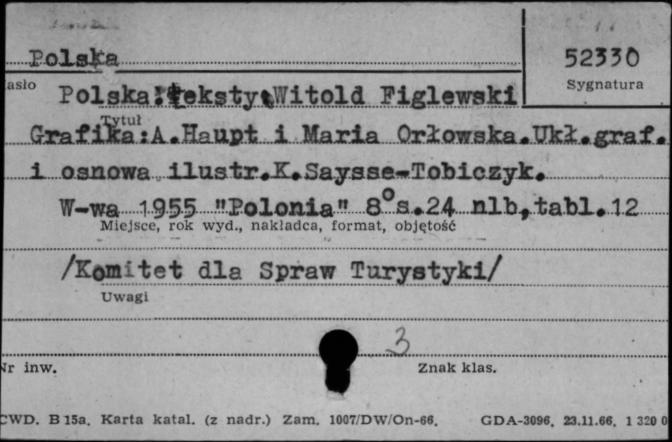 Polska
52330
asło
Sygnatura
Polska: teksty: Witold Figlewski
Tytuł
Grafika: A.Haupt i Maria Orłowska.Ukł.graf.
i osnowa ilustr.K.Saysse-Tobiczyk.
W-wa 1955 "Polonia" 8° s.24 nlb, tabl.12
Miejsce, rok wyd., nakładca, format, objętość
/Komitet dla Spraw Turystyki/
Uwagi
3
Nr inw.
Znak klas.
CWD. B 15a. Karta katal. (z nadr.) Zam. 1007/DW/On-66. GDA-3096. 23.11.66. 1 320 0